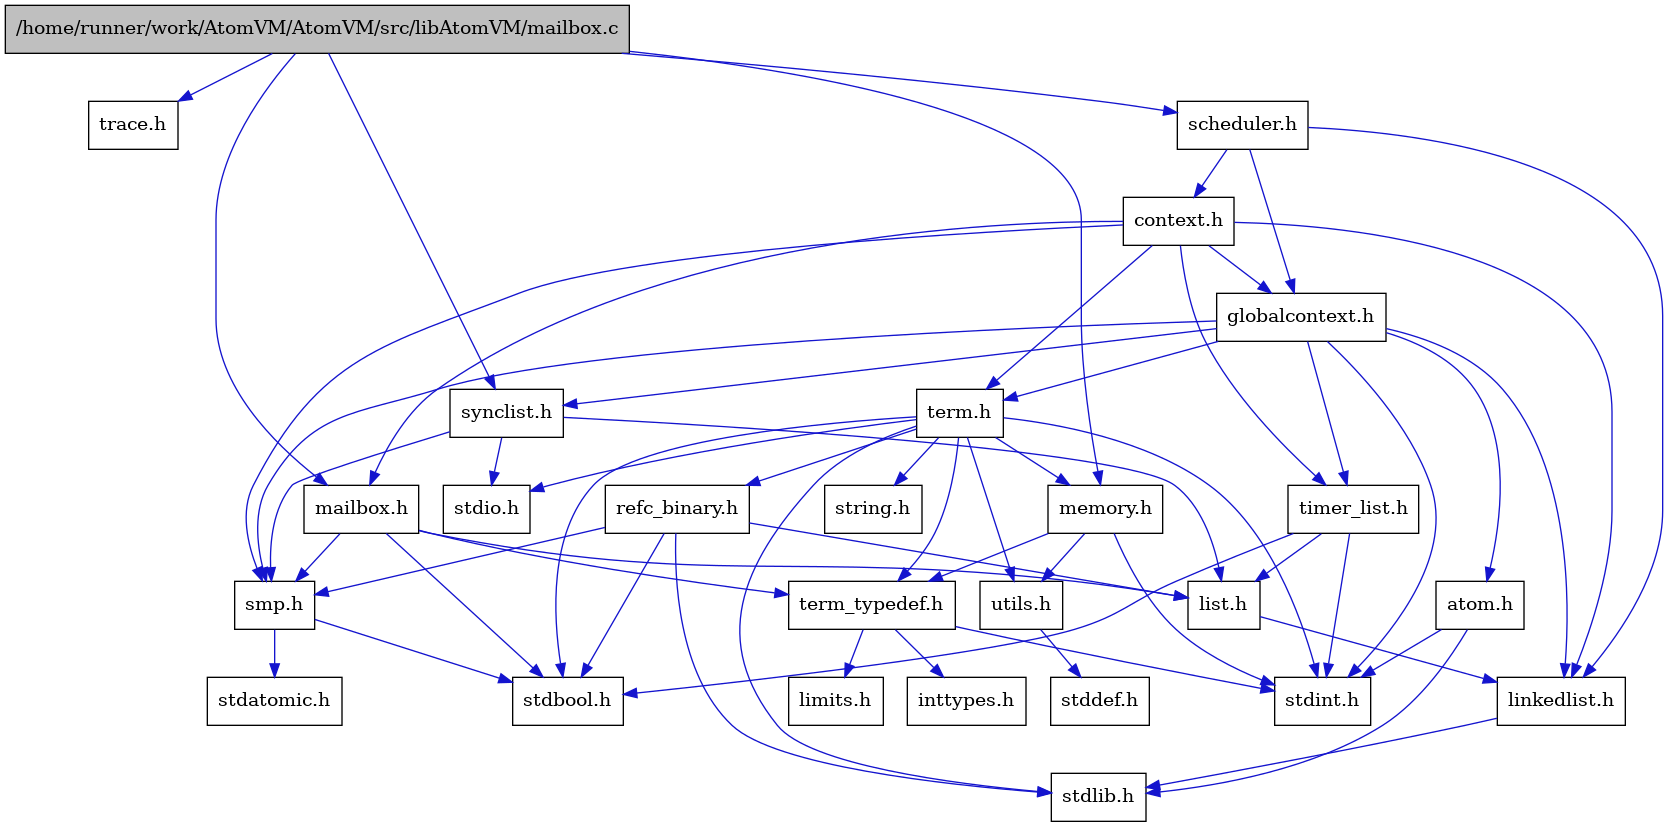 /home/runner/work/AtomVM/AtomVM/src/libAtomVM/mailbox.c
trace.h
scheduler.h
context.h
globalcontext.h
synclist.h
term.h
mailbox.h
stdio.h
refc_binary.h
string.h
memory.h
timer_list.h
smp.h
term_typedef.h
utils.h
list.h
atom.h
stdatomic.h
stdbool.h
limits.h
inttypes.h
stddef.h
stdint.h
linkedlist.h
stdlib.h